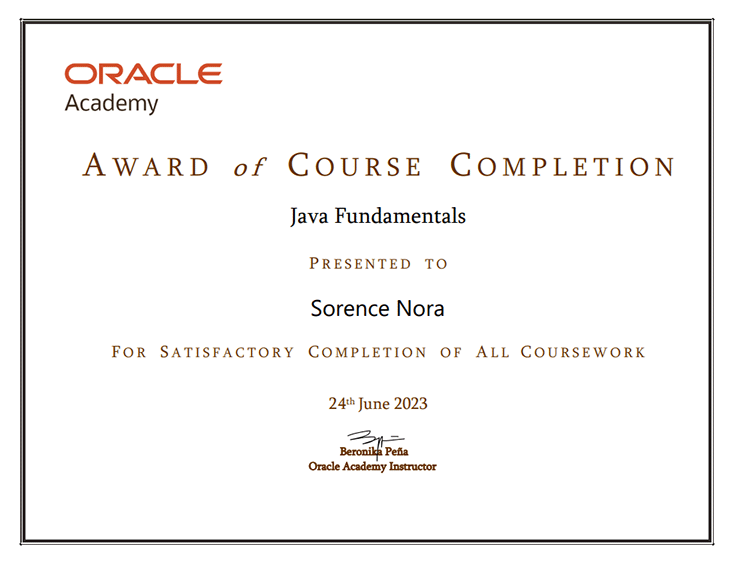 ORACLE
Academy
AWARD of COURSE COMPLETION
Java Fundamentals
PRESENTED TO
Sorence Nora
FOR SATISFACTORY COMPLETION OF ALL COURSEWORK
24th June 2023
Beronika Peña
Oracle Academy Instructor